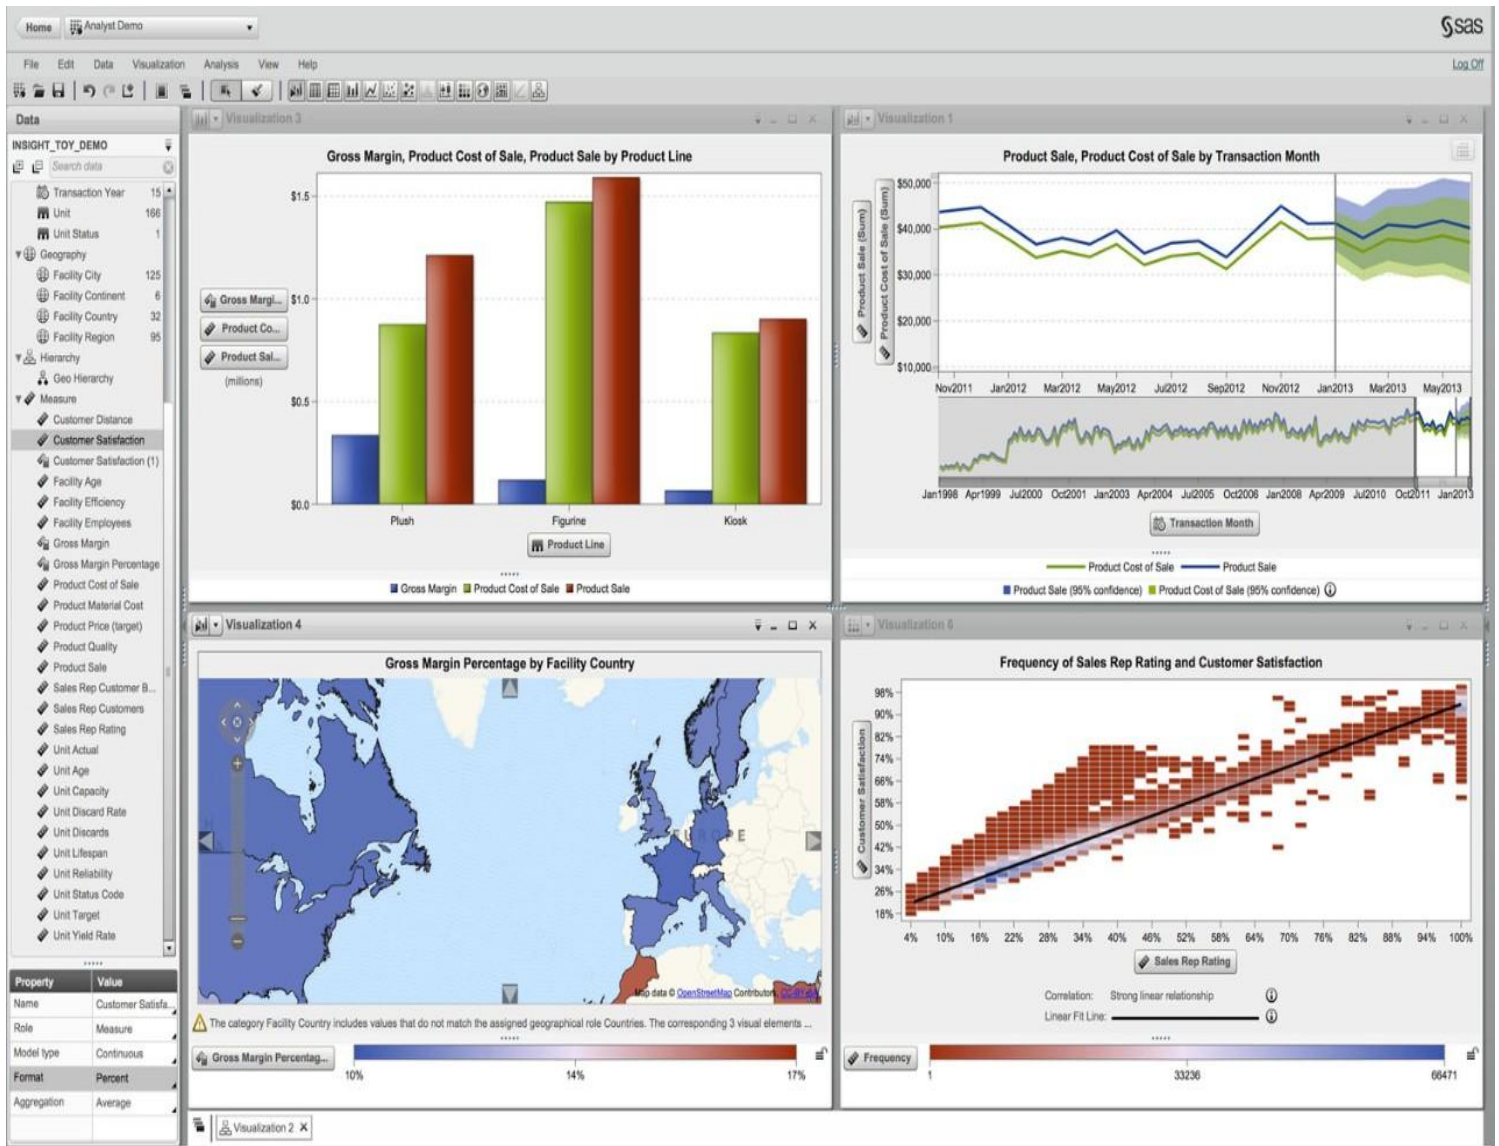 Home
Analyst Demo
sas
File Edit Data Visualization Analysis View Help
Log Off
Data
INSIGHT_TOY_DEMO
Search data
Transaction Year 15
Unit 166
Unit Status 1
Geography
Facility City 125
Facility Continent 6
Facility Country 32
Facility Region 95
Hierarchy
Geo Hierarchy
Measure
Customer Distance
Customer Satisfaction
Customer Satisfaction (1)
Facility Age
Facility Efficiency
Facility Employees
Gross Margin
Gross Margin Percentage
Product Cost of Sale
Product Material Cost
Product Price (target)
Product Quality
Product Sale
Sales Rep Customer B...
Sales Rep Customers
Sales Rep Rating
Unit Actual
Unit Age
Unit Capacity
Unit Discard Rate
Unit Discards
Unit Lifespan
Unit Reliability
Unit Status Code
Unit Target
Unit Yield Rate
Property Value
Name Customer Satisfa...
Role Measure
Model type Continuous
Format Percent
Aggregation Average
Visualization 3
Gross Margin, Product Cost of Sale, Product Sale by Product Line
$1.5
$1.0
$0.5
$0.0
Gross Margi...
Product Co...
Product Sal...
(millions)
Plush Figurine Kiosk
Product Line
Gross Margin Product Cost of Sale Product Sale
Visualization 1
Product Sale, Product Cost of Sale by Transaction Month
Product Sale (Sum)
Product Cost of Sale (Sum)
$50,000
$40,000
$30,000
$20,000
$10,000
Nov2011 Jan2012 Mar2012 May2012 Jul2012 Sep2012 Nov2012 Jan2013 Mar2013 May2013
Jan1998 Apr1999 Jul2000 Oct2001 Jan2003 Apr2004 Jul2005 Oct2006 Jan2008 Apr2009 Jul2010 Oct2011 Jan2013
Transaction Month
Product Cost of Sale Product Sale
Product Sale (95% confidence) Product Cost of Sale (95% confidence)
Visualization 4
Gross Margin Percentage by Facility Country
EUROPE
Map data © OpenStreetMap Contributors, CC-BY-SA
The category Facility Country includes values that do not match the assigned geographical role Countries. The corresponding 3 visual elements ...
Gross Margin Percentag...
10% 14% 17%
Visualization 6
Frequency of Sales Rep Rating and Customer Satisfaction
Customer Satisfaction
98%
90%
82%
74%
66%
58%
50%
42%
34%
26%
18%
4% 10% 16% 22% 28% 34% 40% 46% 52% 58% 64% 70% 76% 82% 88% 94% 100%
Sales Rep Rating
Correlation: Strong linear relationship
Linear Fit Line:
Frequency
1 33236 66471
Visualization 2